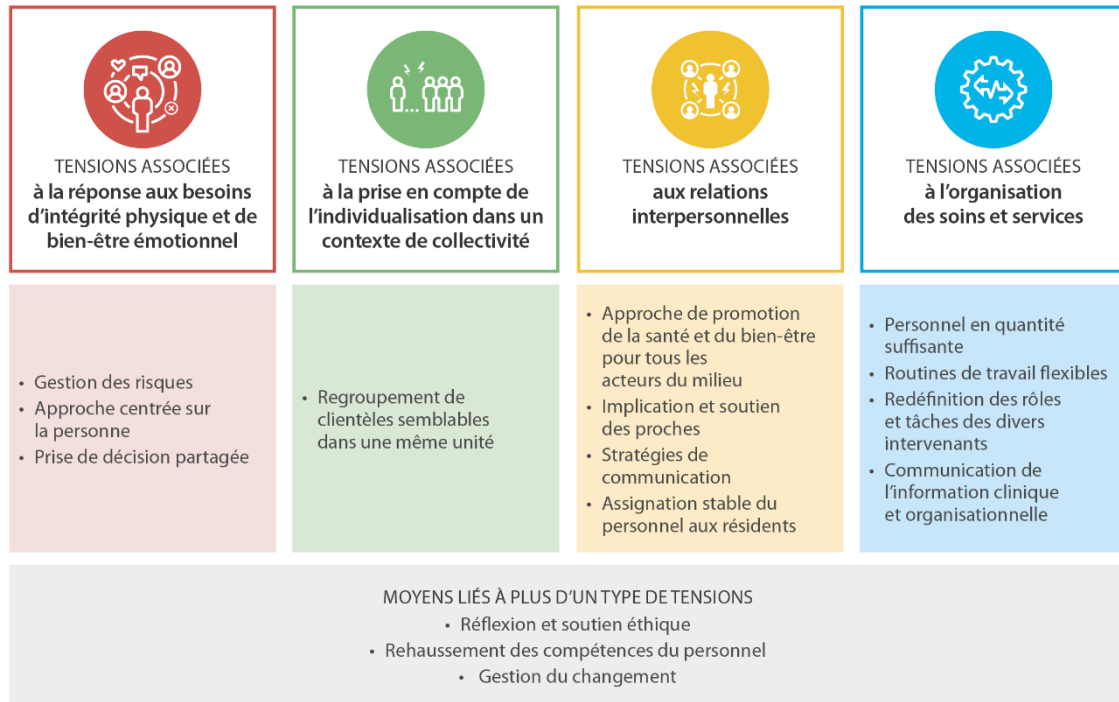 TENSIONS ASSOCIÉES
à la réponse aux besoins
d'intégrité physique et de
bien-être émotionnel
TENSIONS ASSOCIÉES
à la prise en compte de
l'individualisation dans un
contexte de collectivité
TENSIONS ASSOCIÉES
aux relations
interpersonnelles
TENSIONS ASSOCIÉES
à l'organisation
des soins et services
• Gestion des risques
• Approche centrée sur
la personne
• Prise de décision partagée
• Regroupement de
clientèles semblables
dans une même unité
• Approche de promotion
de la santé et du bien-être
pour tous les
acteurs du milieu
• Implication et soutien
des proches
• Stratégies de
communication
• Assignation stable du
personnel aux résidents
• Personnel en quantité
suffisante
• Routines de travail flexibles
• Redéfinition des rôles
et tâches des divers
intervenants
• Communication de
l'information clinique
et organisationnelle
MOYENS LIÉS À PLUS D'UN TYPE DE TENSIONS
• Réflexion et soutien éthique
• Rehaussement des compétences du personnel
• Gestion du changement